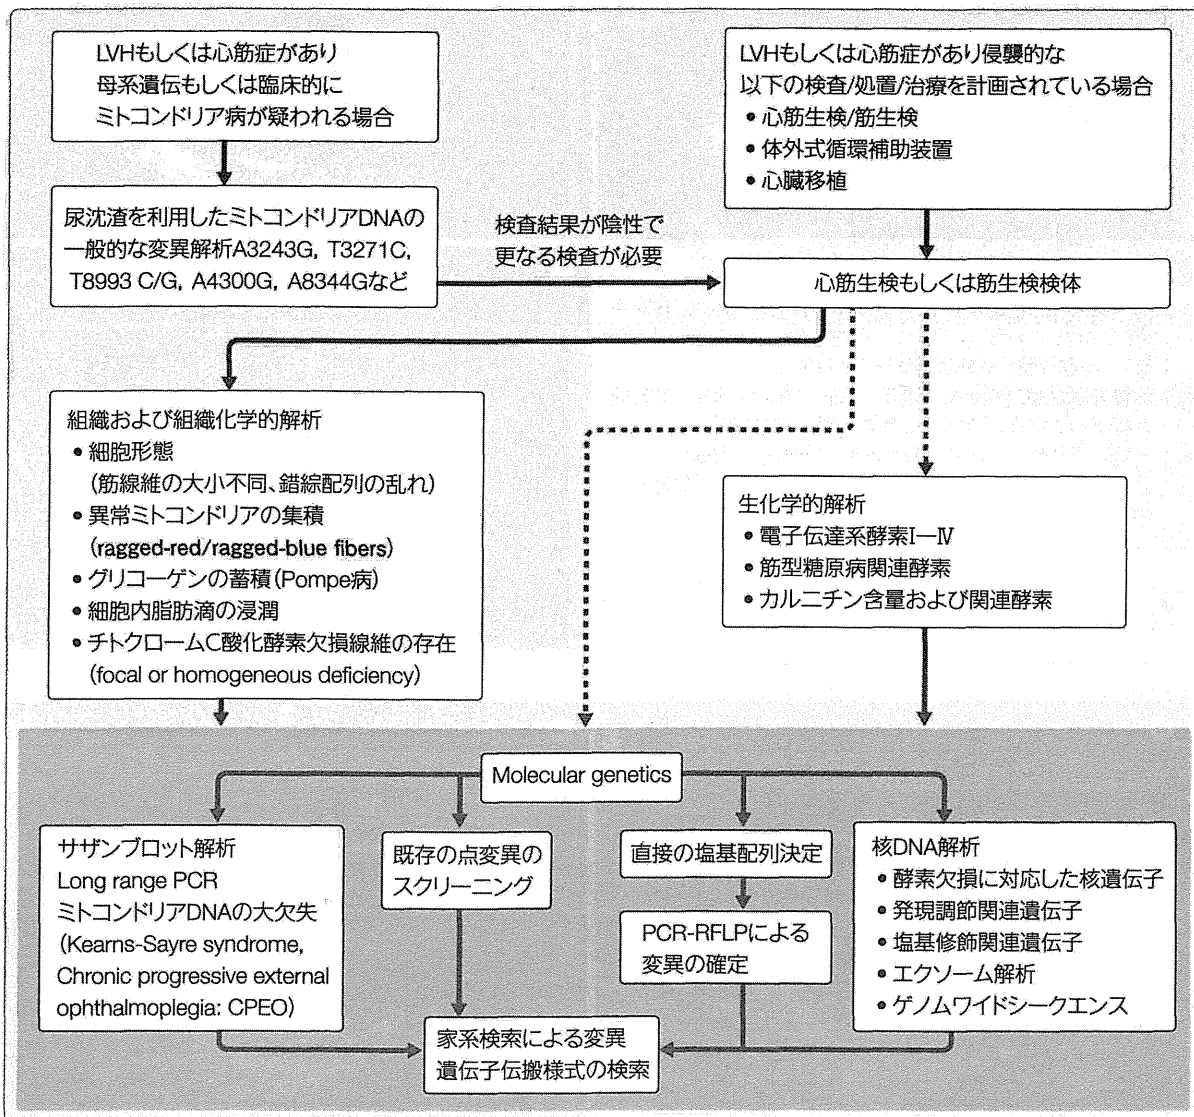 LVHもしくは心筋症があり
母系遺伝もしくは臨床的に
ミトコンドリア病が疑われる場合
LVHもしくは心筋症があり侵襲的な
以下の検査/処置/治療を計画されている場合
• 心筋生検/筋生検
• 体外式循環補助装置
• 心臓移植
尿沈渣を利用したミトコンドリアDNAの
一般的な変異解析A3243G, T3271C,
T8993 C/G, A4300G, A8344Gなど
検査結果が陰性で
更なる検査が必要
心筋生検もしくは筋生検検体
組織および組織化学的解析
• 細胞形態
(筋線維の大小不同、錯綜配列の乱れ)
• 異常ミトコンドリアの集積
(ragged-red/ragged-blue fibers)
• グリコーゲンの蓄積(Pompe病)
• 細胞内脂肪滴の浸潤
• チトクロームC酸化酵素欠損線維の存在
(focal or homogeneous deficiency)
生化学的解析
• 電子伝達系酵素I—Ⅳ
• 筋型糖原病関連酵素
• カルニチン含量および関連酵素
Molecular genetics
サザンブロット解析
Long range PCR
ミトコンドリアDNAの大欠失
(Kearns-Sayre syndrome,
Chronic progressive external
ophthalmoplegia: CPEO)
既存の点変異の
スクリーニング
直接の塩基配列決定
PCR-RFLPによる
変異の確定
核DNA解析
• 酵素欠損に対応した核遺伝子
• 発現調節関連遺伝子
• 塩基修飾関連遺伝子
• エクソーム解析
• ゲノムワイドシークエンス
家系検索による変異
遺伝子伝搬様式の検索